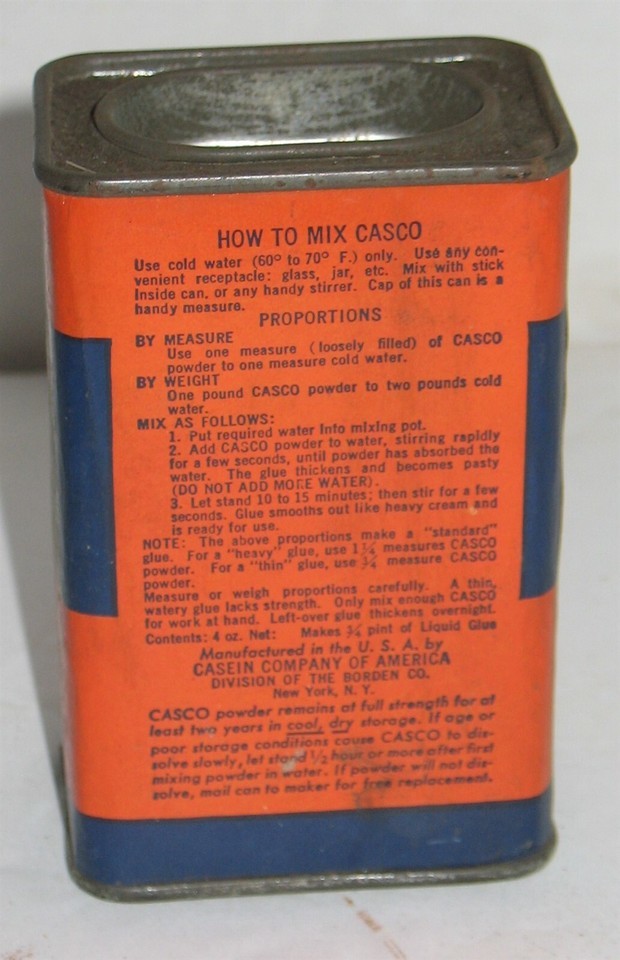 HOW TO MIX CASCO
Use cold water (60° to 70° F.) only. Use any con-
venient receptacle: glass, jar, etc. Mix with stick
inside can, or any handy stirrer. Cap of this can is a
handy measure.
PROPORTIONS
BY MEASURE
Use one measure (loosely filled) of CASCO
powder to one measure cold water.
BY WEIGHT
One pound CASCO powder to two pounds cold
water.
MIX AS FOLLOWS:
1. Put required water into mixing pot.
2. Add CASCO powder to water, stirring rapidly
for a few seconds, until powder has absorbed the
water. The glue thickens and becomes pasty
(DO NOT ADD MORE WATER).
3. Let stand 10 to 15 minutes; then stir for a few
seconds. Glue smooths out like heavy cream and
is ready for use.
NOTE: The above proportions make a "standard"
glue. For a "heavy" glue, use 1¼ measures CASCO
powder. For a "thin" glue, use ¾ measure CASCO
powder.
Measure or weigh proportions carefully. A thin,
watery glue lacks strength. Only mix enough CASCO
for work at hand. Left-over glue thickens overnight.
Contents: 4 oz. Net: Makes ¾ pint of Liquid Glue
Manufactured in the U. S. A. by
CASEIN COMPANY OF AMERICA
DIVISION OF THE BORDEN CO.
New York, N. Y.
CASCO powder remains at full strength for at
least two years in cool, dry storage. If age or
poor storage conditions cause CASCO to dis-
solve slowly, let stand ½ hour or more after first
mixing powder in water. If powder will not dis-
solve, mail can to maker for free replacement.